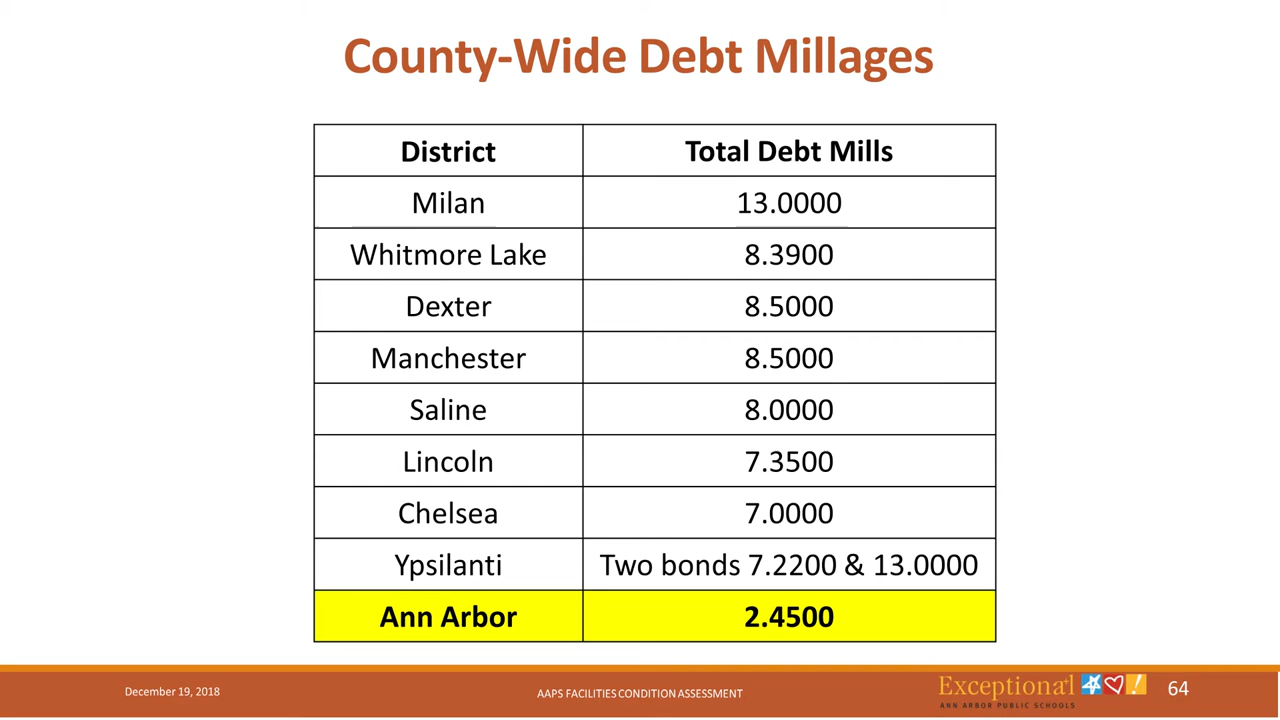 County-Wide Debt Millages
District Total Debt Mills
Milan 13.0000
Whitmore Lake 8.3900
Dexter 8.5000
Manchester 8.5000
Saline 8.0000
Lincoln 7.3500
Chelsea 7.0000
Ypsilanti Two bonds 7.2200 & 13.0000
Ann Arbor 2.4500
December 19, 2018
AAPS FACILITIES CONDITION ASSESSMENT
Exceptional
ANN ARBOR PUBLIC SCHOOLS
64